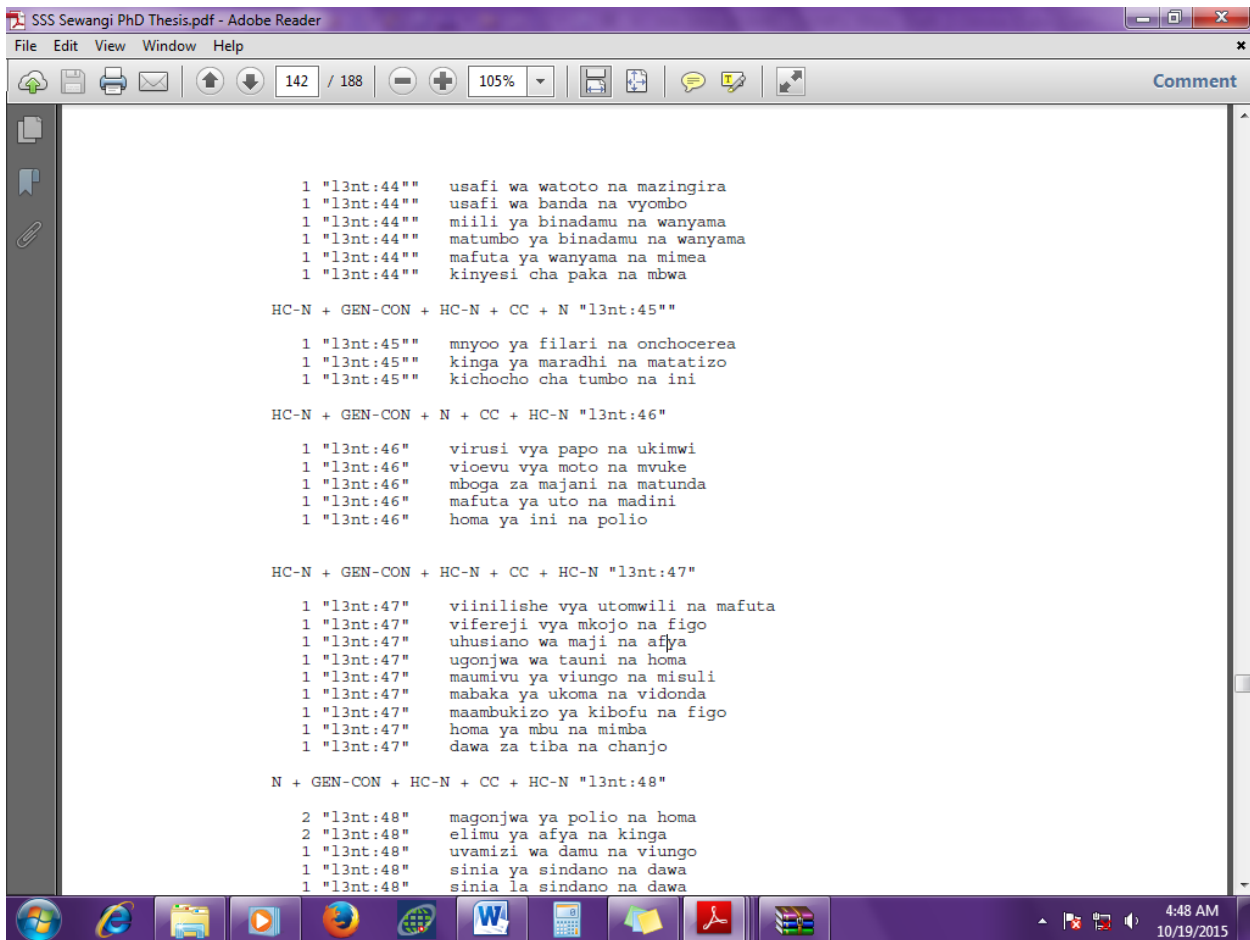 SSS Sewangi PhD Thesis.pdf - Adobe Reader
File Edit View Window Help
142 / 188 105% Comment
1 "l3nt:44"" usafi wa watoto na mazingira
1 "l3nt:44"" usafi wa banda na vyombo
1 "l3nt:44"" miili ya binadamu na wanyama
1 "l3nt:44"" matumbo ya binadamu na wanyama
1 "l3nt:44"" mafuta ya wanyama na mimea
1 "l3nt:44"" kinyesi cha paka na mbwa
HC-N + GEN-CON + HC-N + CC + N "l3nt:45""
1 "l3nt:45"" mnyoo ya filari na onchocerea
1 "l3nt:45"" kinga ya maradhi na matatizo
1 "l3nt:45"" kichocho cha tumbo na ini
HC-N + GEN-CON + N + CC + HC-N "l3nt:46"
1 "l3nt:46" virusi vya papo na ukimwi
1 "l3nt:46" vioevu vya moto na mvuke
1 "l3nt:46" mboga za majani na matunda
1 "l3nt:46" mafuta ya uto na madini
1 "l3nt:46" homa ya ini na polio
HC-N + GEN-CON + HC-N + CC + HC-N "l3nt:47"
1 "l3nt:47" viinilishe vya utomwili na mafuta
1 "l3nt:47" vifereji vya mkojo na figo
1 "l3nt:47" uhusiano wa maji na afya
1 "l3nt:47" ugonjwa wa tauni na homa
1 "l3nt:47" maumivu ya viungo na misuli
1 "l3nt:47" mabaka ya ukoma na vidonda
1 "l3nt:47" maambukizo ya kibofu na figo
1 "l3nt:47" homa ya mbu na mimba
1 "l3nt:47" dawa za tiba na chanjo
N + GEN-CON + HC-N + CC + HC-N "l3nt:48"
2 "l3nt:48" magonjwa ya polio na homa
2 "l3nt:48" elimu ya afya na kinga
1 "l3nt:48" uvamizi wa damu na viungo
1 "l3nt:48" sinia ya sindano na dawa
1 "l3nt:48" sinia la sindano na dawa
4:48 AM
10/19/2015